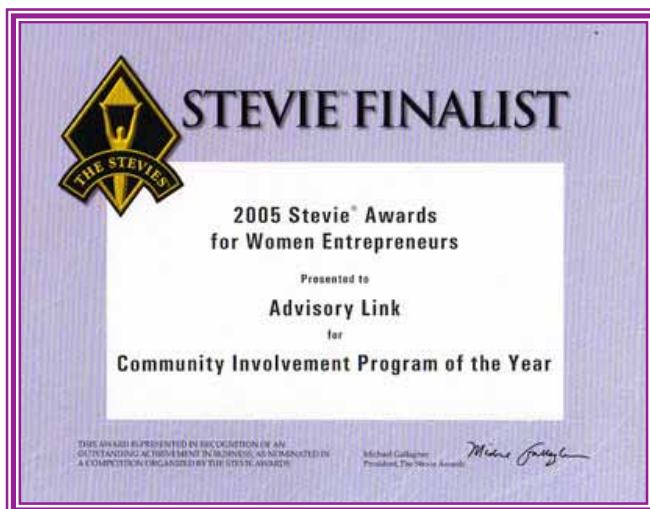 STEVIE FINALIST
THE STEVIES
2005 Stevie® Awards
for Women Entrepreneurs
Presented to
Advisory Link
for
Community Involvement Program of the Year
THIS AWARD IS PRESENTED IN RECOGNITION OF AN
OUTSTANDING ACHIEVEMENT IN BUSINESS, AS NOMINATED IN
A COMPETITION ORGANIZED BY THE STEVIE AWARDS
Michael Gallagher
President, The Stevie Awards